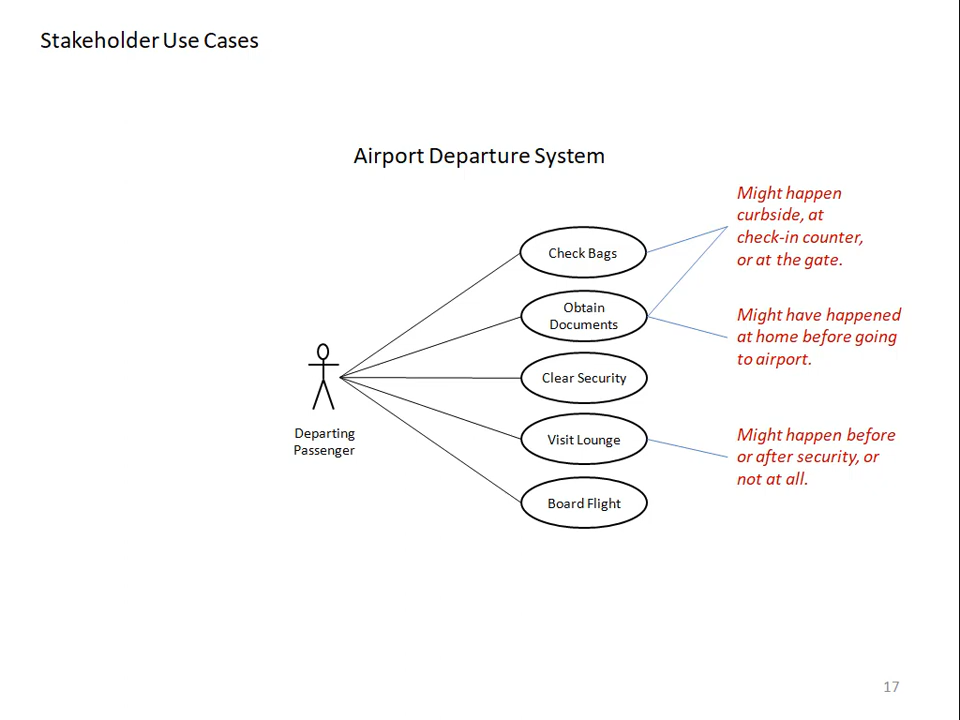 Stakeholder Use Cases
Airport Departure System
Might happen
curbside, at
check-in counter,
or at the gate.
Check Bags
Obtain
Documents
Might have happened
at home before going
to airport.
Clear Security
Departing
Passenger
Visit Lounge
Might happen before
or after security, or
not at all.
Board Flight
17